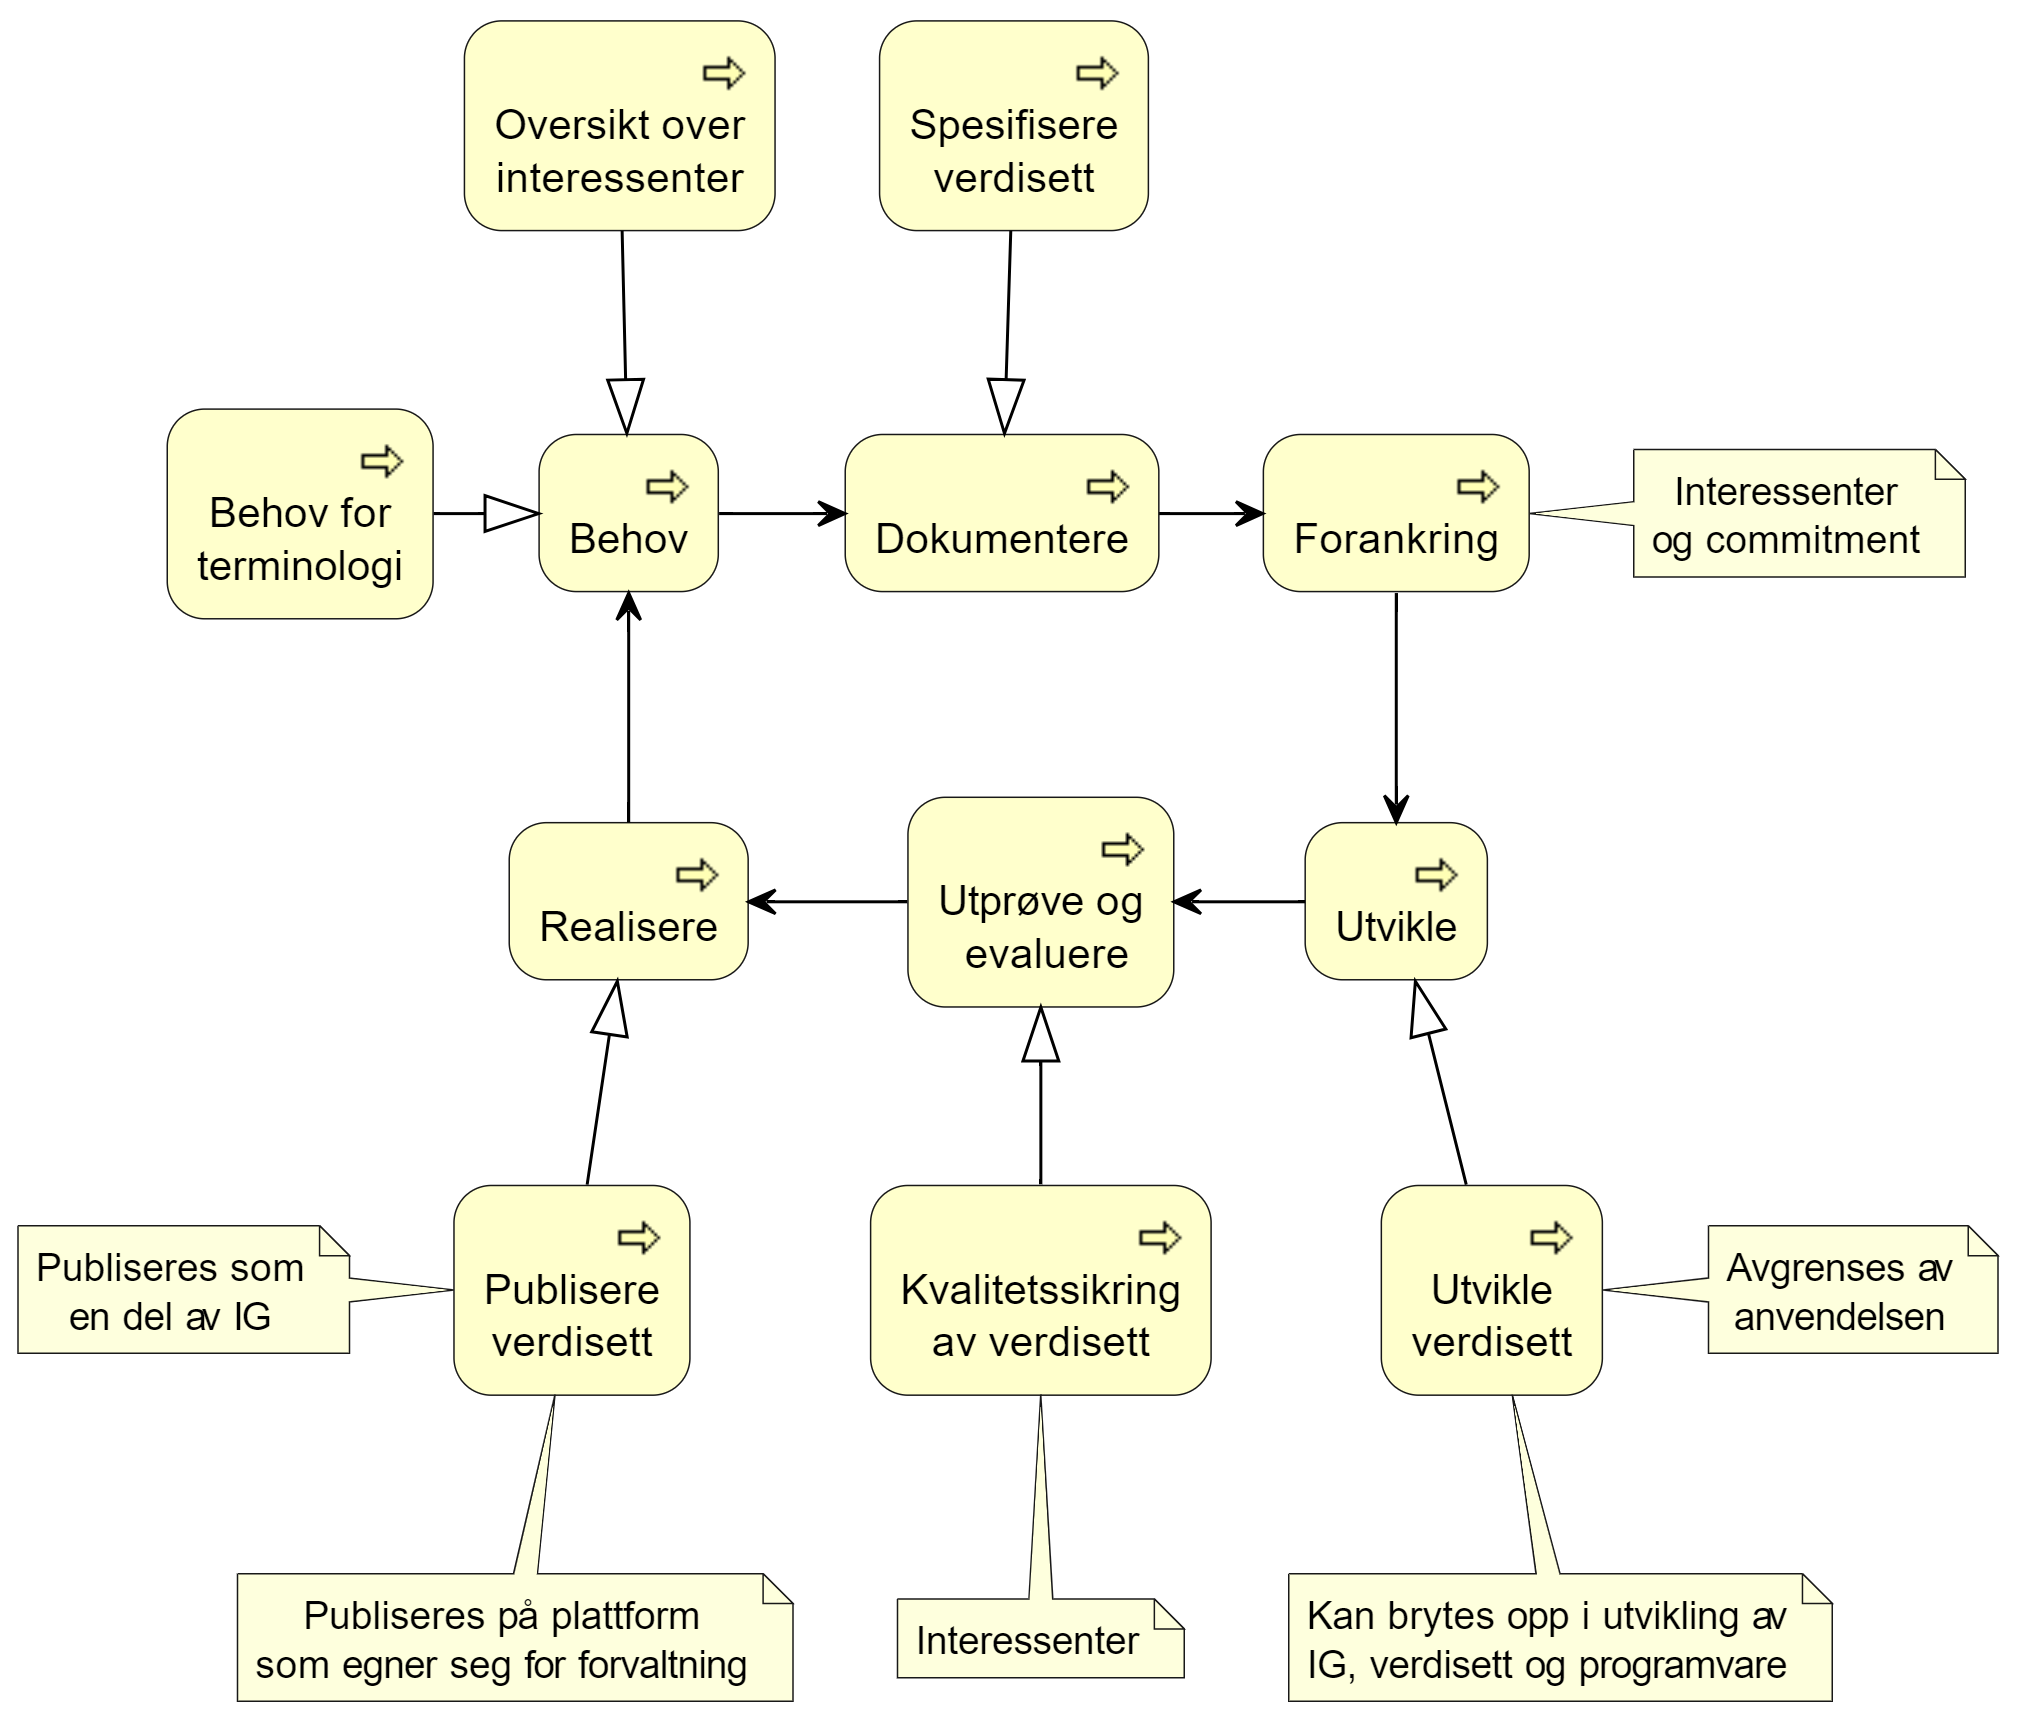 Oversikt over
interessenter
Spesifisere
verdisett
Behov for
terminologi
Behov
Dokumentere
Forankring
Interessenter
og commitment
Realisere
Utprøve og
evaluere
Utvikle
Publiseres som
en del av IG
Publisere
verdisett
Kvalitetssikring
av verdisett
Utvikle
verdisett
Avgrenses av
anvendelsen
Publiseres på plattform
som egner seg for forvaltning
Interessenter
Kan brytes opp i utvikling av
IG, verdisett og programvare